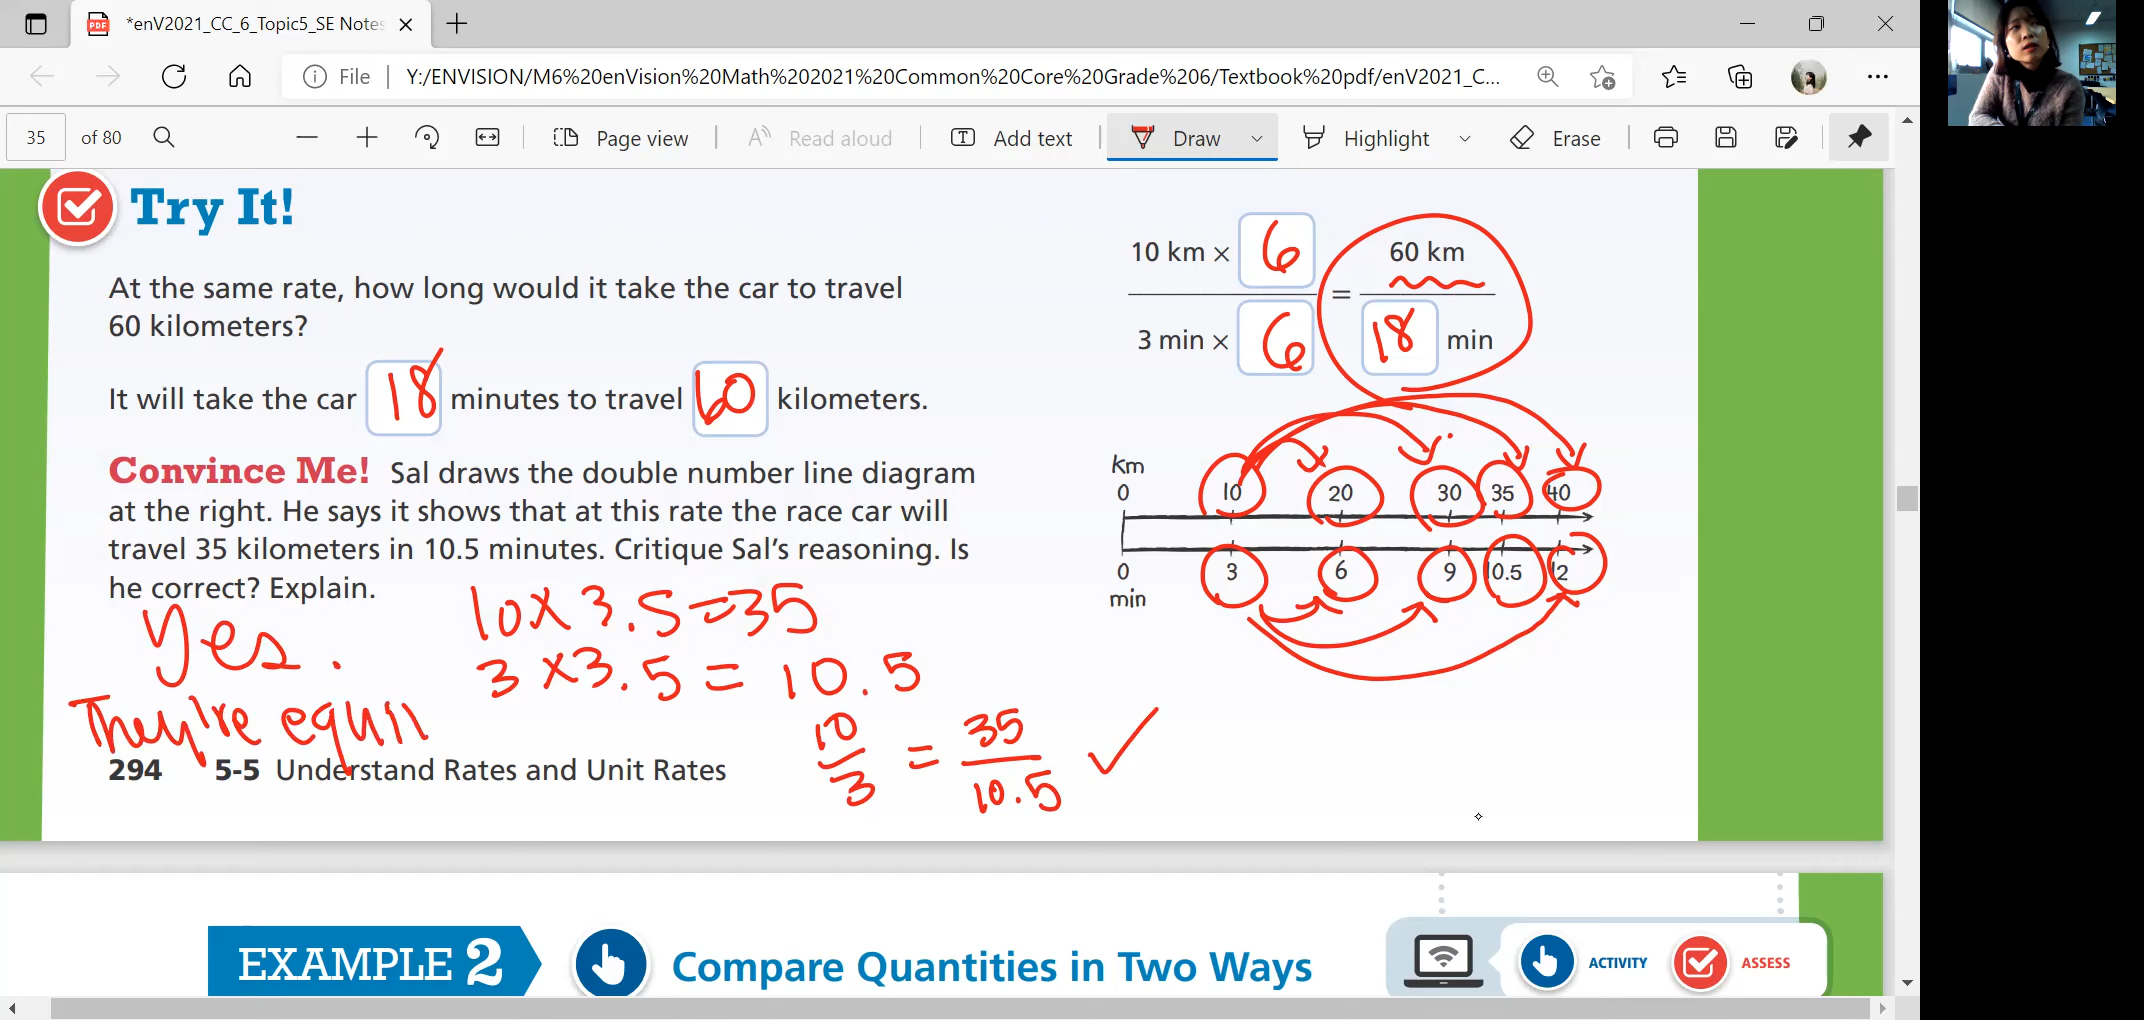 *enV2021_CC_6_Topic5_SE Notes
File
Y:/ENVISION/M6%20enVision%20Math%202021%20Common%20Core%20Grade%206/Textbook%20pdf/enV2021_C...
35 of 80
Page view
Read aloud
Add text
Draw
Highlight
Erase
Try It!
At the same rate, how long would it take the car to travel
60 kilometers?
It will take the car 18 minutes to travel 60 kilometers.
10 km × 6 = 60 km
3 min × 6 18 min
Convince Me! Sal draws the double number line diagram
at the right. He says it shows that at this rate the race car will
travel 35 kilometers in 10.5 minutes. Critique Sal's reasoning. Is
he correct? Explain.
km
0 10 20 30 35 40
0 3 6 9 10.5 12
min
Yes.
They're equil
10 × 3.5 = 35
3 × 3.5 = 10.5
10/3 = 35/10.5 ✓
294 5-5 Understand Rates and Unit Rates
EXAMPLE 2
Compare Quantities in Two Ways
ACTIVITY
ASSESS